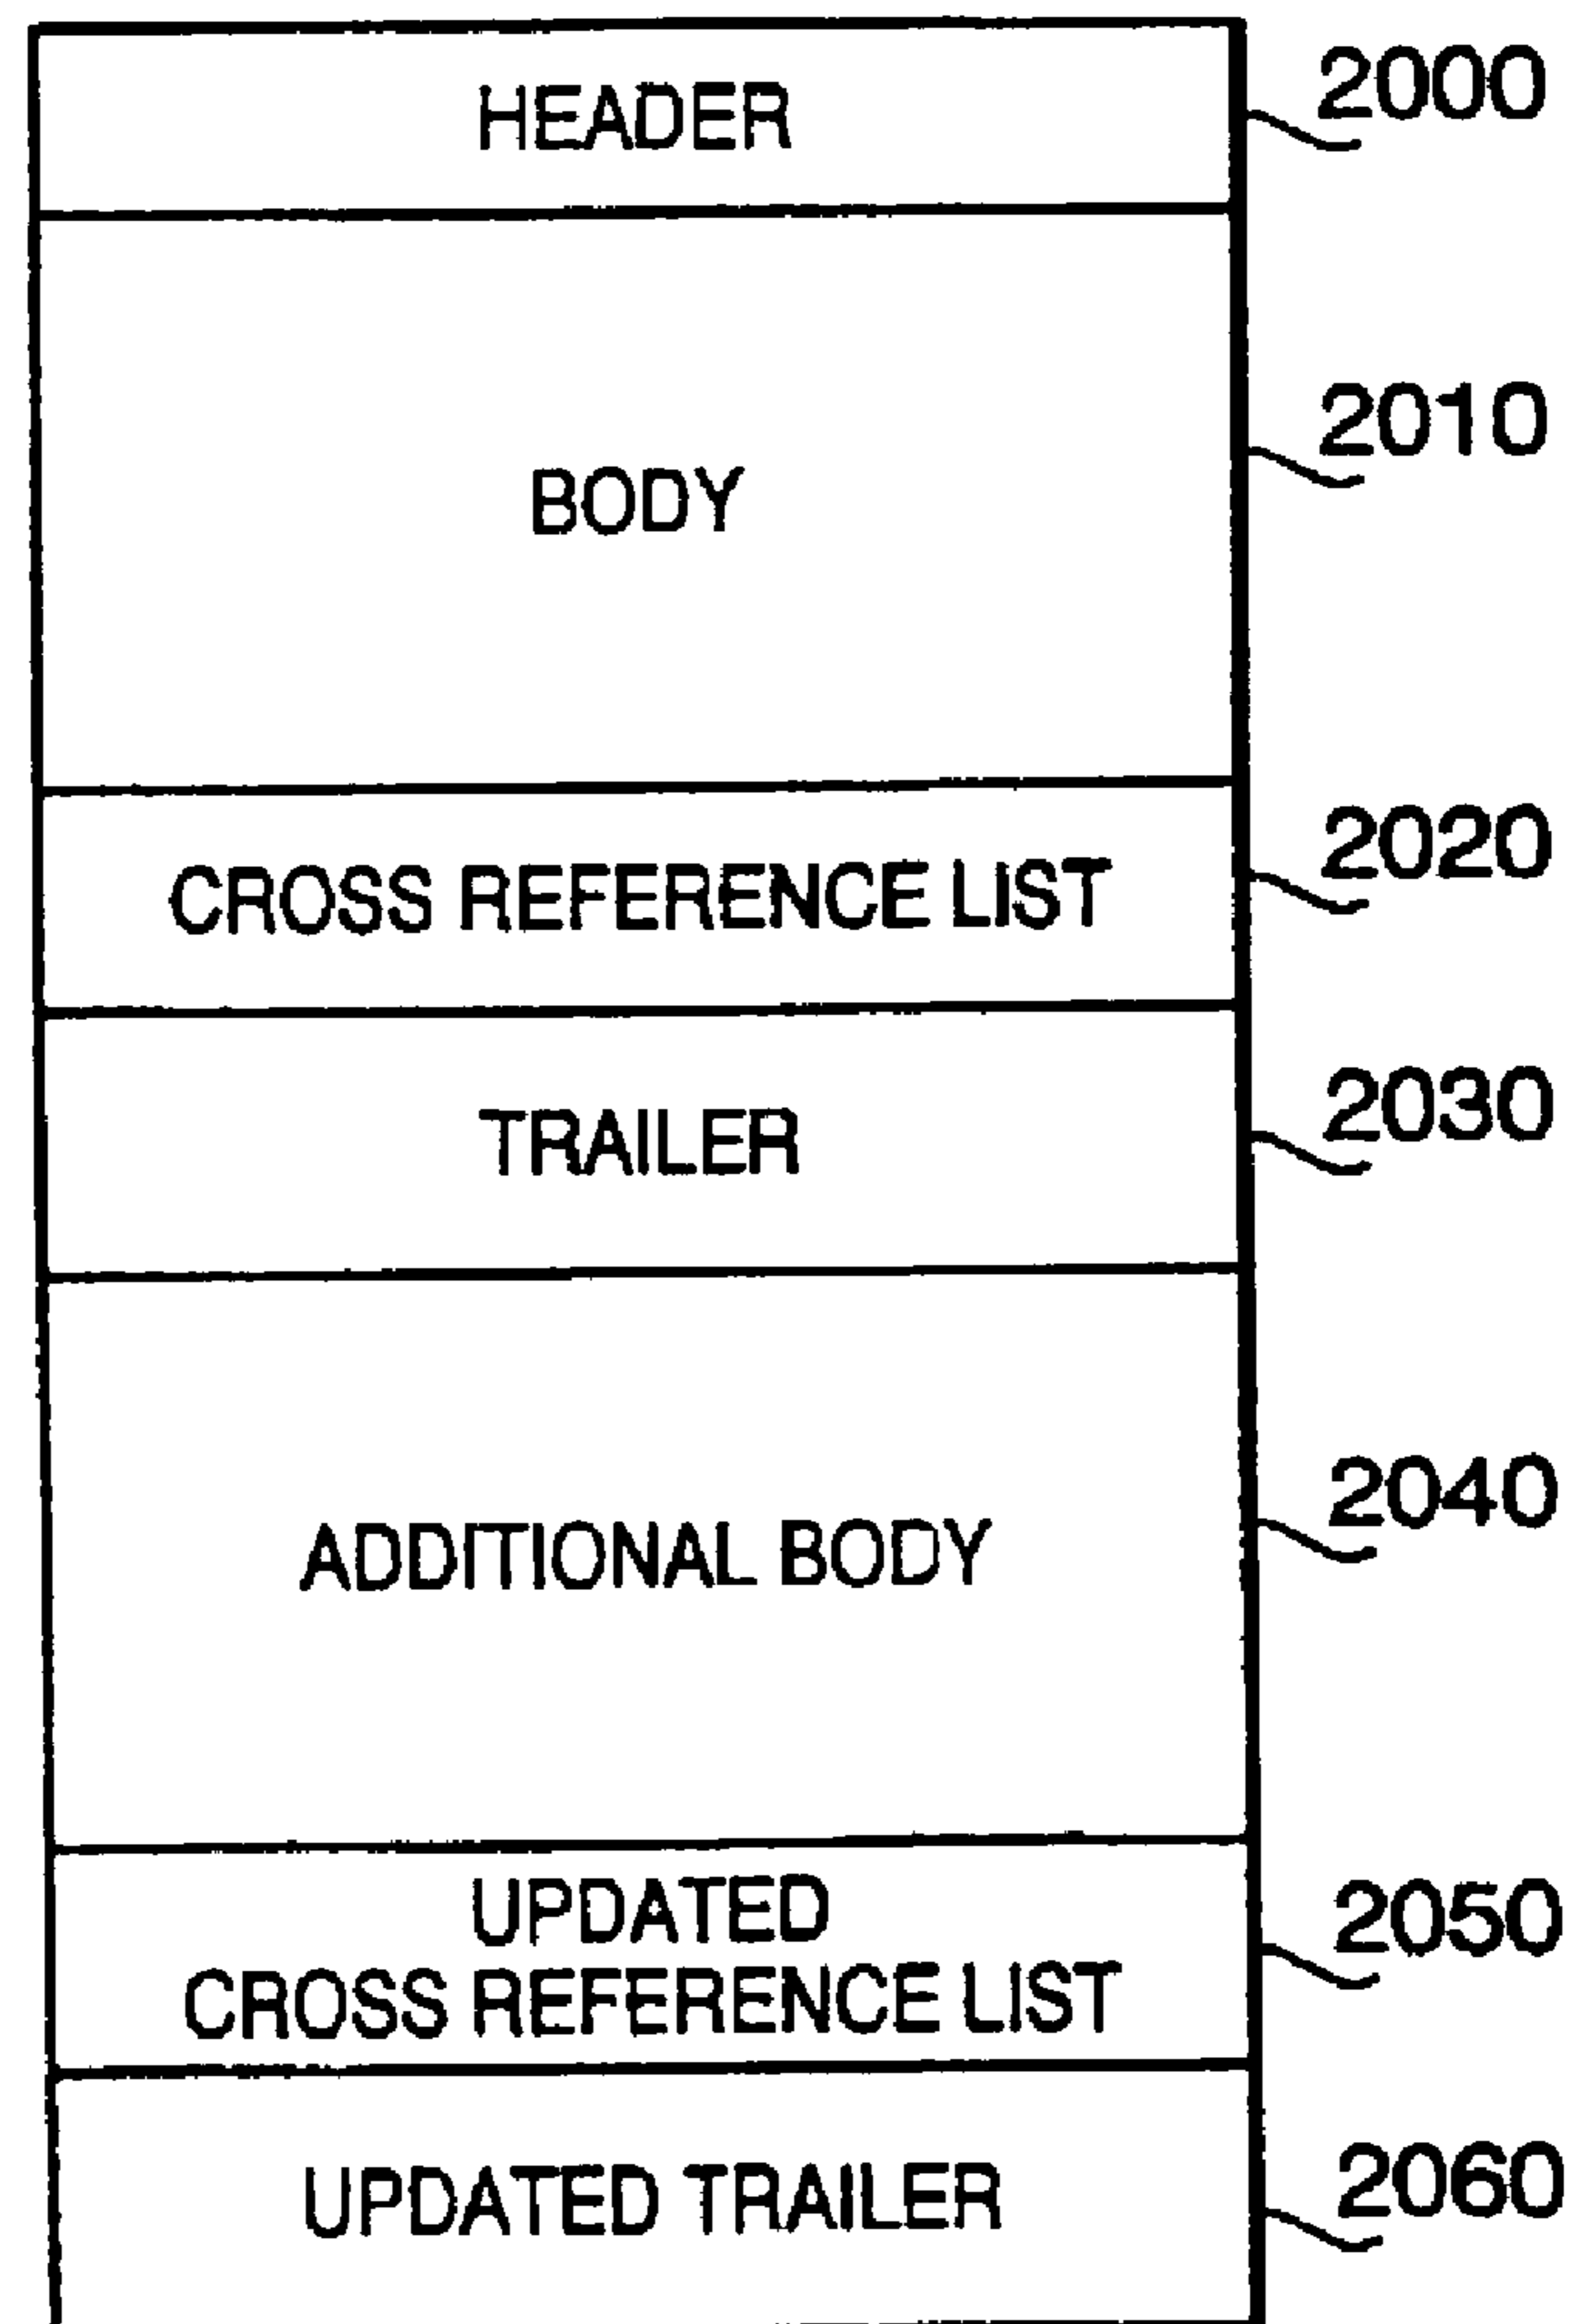 HEADER
2000
BODY
2010
CROSS REFERENCE LIST
2020
TRAILER
2030
ADDITIONAL BODY
2040
UPDATED
CROSS REFERENCE LIST
2050
UPDATED TRAILER
2060